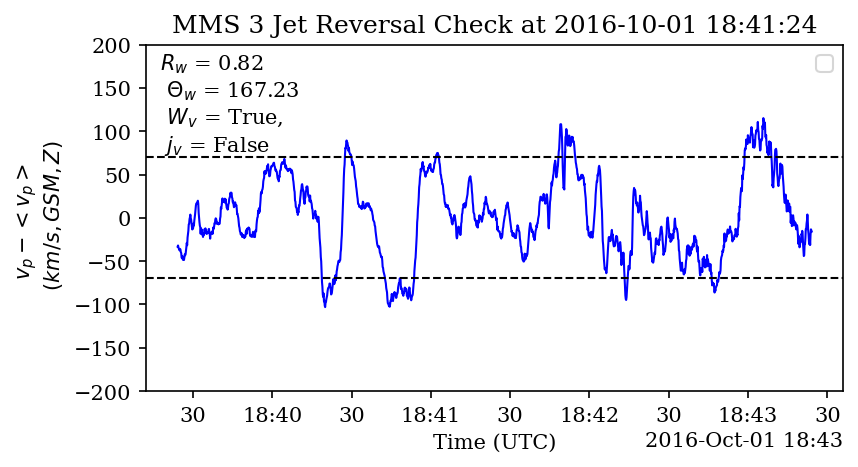 MMS 3 Jet Reversal Check at 2016-10-01 18:41:24
R_w = 0.82
Θ_w = 167.23
W_v = True,
j_v = False
200
150
100
50
0
−50
−100
−150
−200
v_p − < v_p >
(km/s, GSM, Z)
30 18:40 30 18:41 30 18:42 30 18:43 30
Time (UTC)
2016-Oct-01 18:43